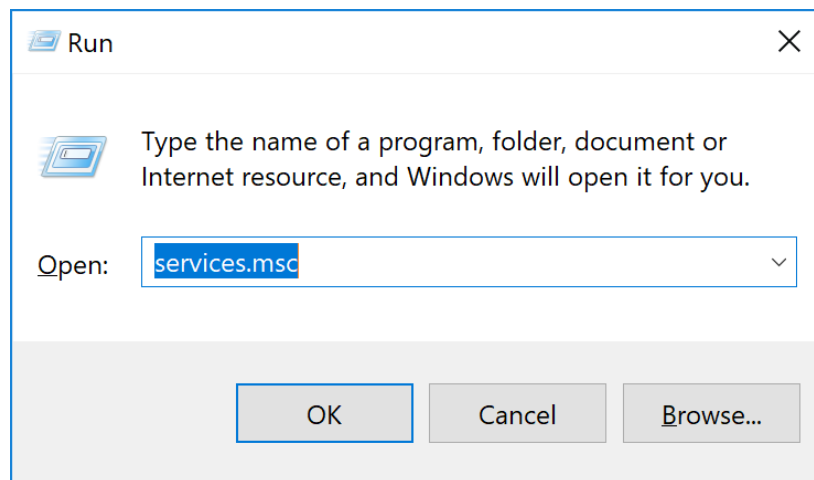 Run
Type the name of a program, folder, document or
Internet resource, and Windows will open it for you.
Open: services.msc
OK Cancel Browse...